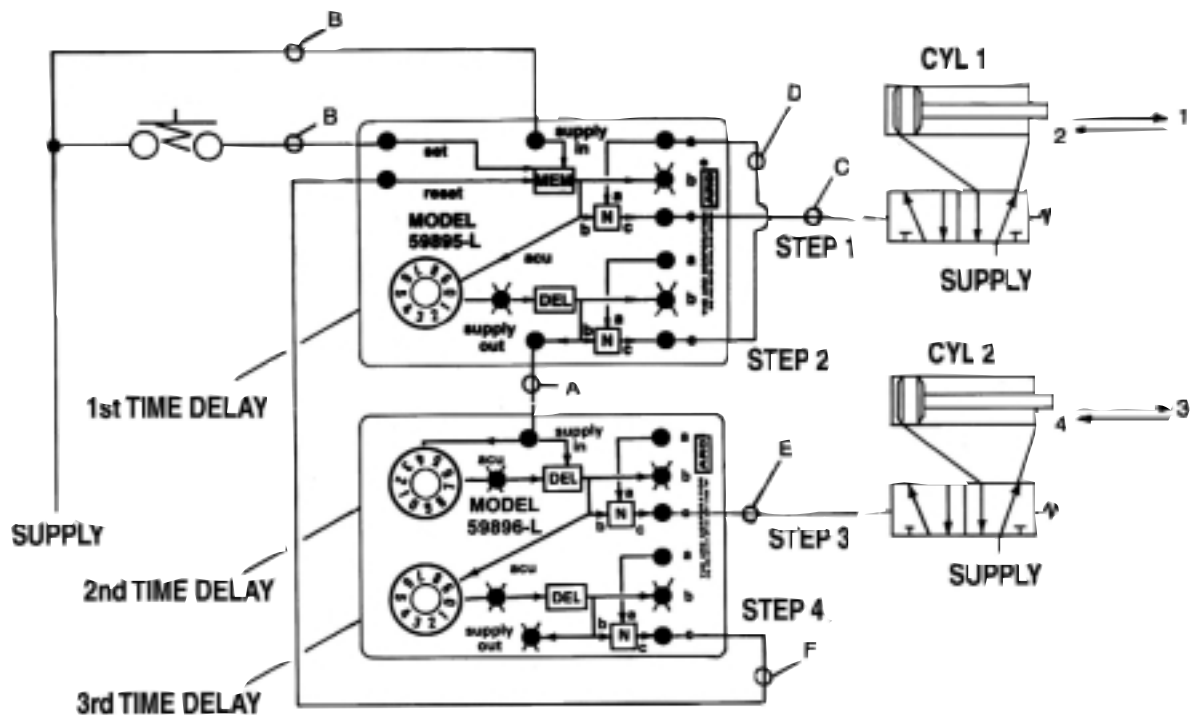 B
CYL 1
D
1
2
B
supply
in
a
set
C
MEM
b
ARO
reset
a
N
MODEL
59895-L
b
c
STEP 1
acu
a
SUPPLY
DEL
b
supply
out
a
b
N
c
c
STEP 2
CYL 2
1st TIME DELAY
A
3
4
supply
in
a
E
acu
ARO
DEL
b
MODEL
59896-L
a
N
b
c
SUPPLY
STEP 3
acu
a
2nd TIME DELAY
SUPPLY
DEL
b
STEP 4
supply
out
b
a
N
c
c
F
3rd TIME DELAY